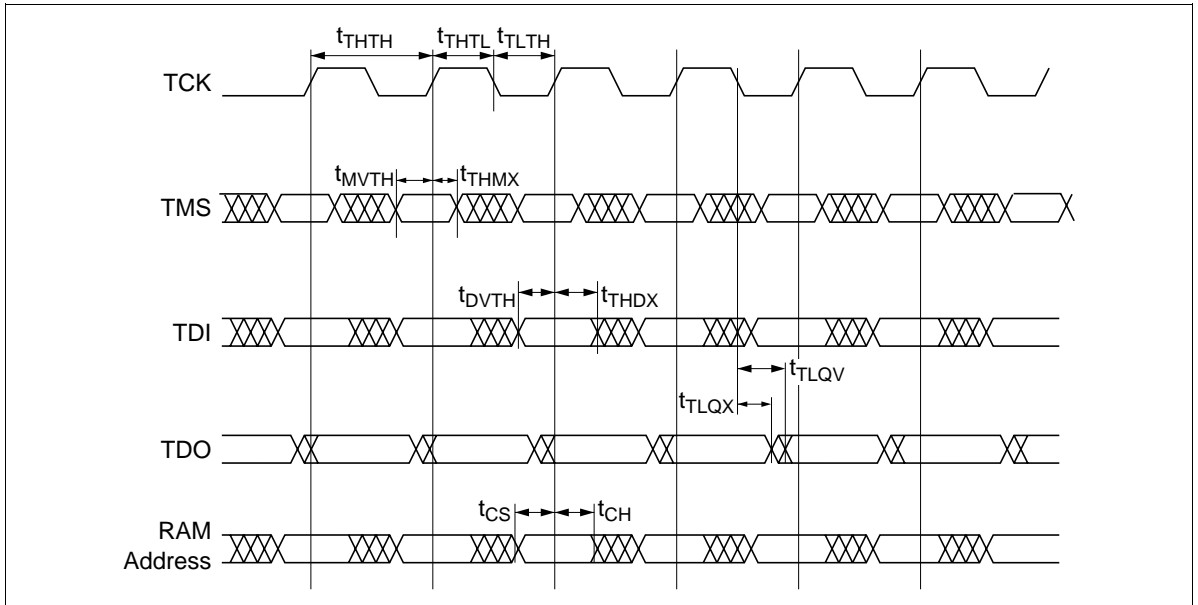 tTHTH tTHTL tTLTH
TCK
tMVTH tTHMX
TMS
tDVTH tTHDX
TDI
tTLQV
tTLQX
TDO
tCS tCH
RAM
Address